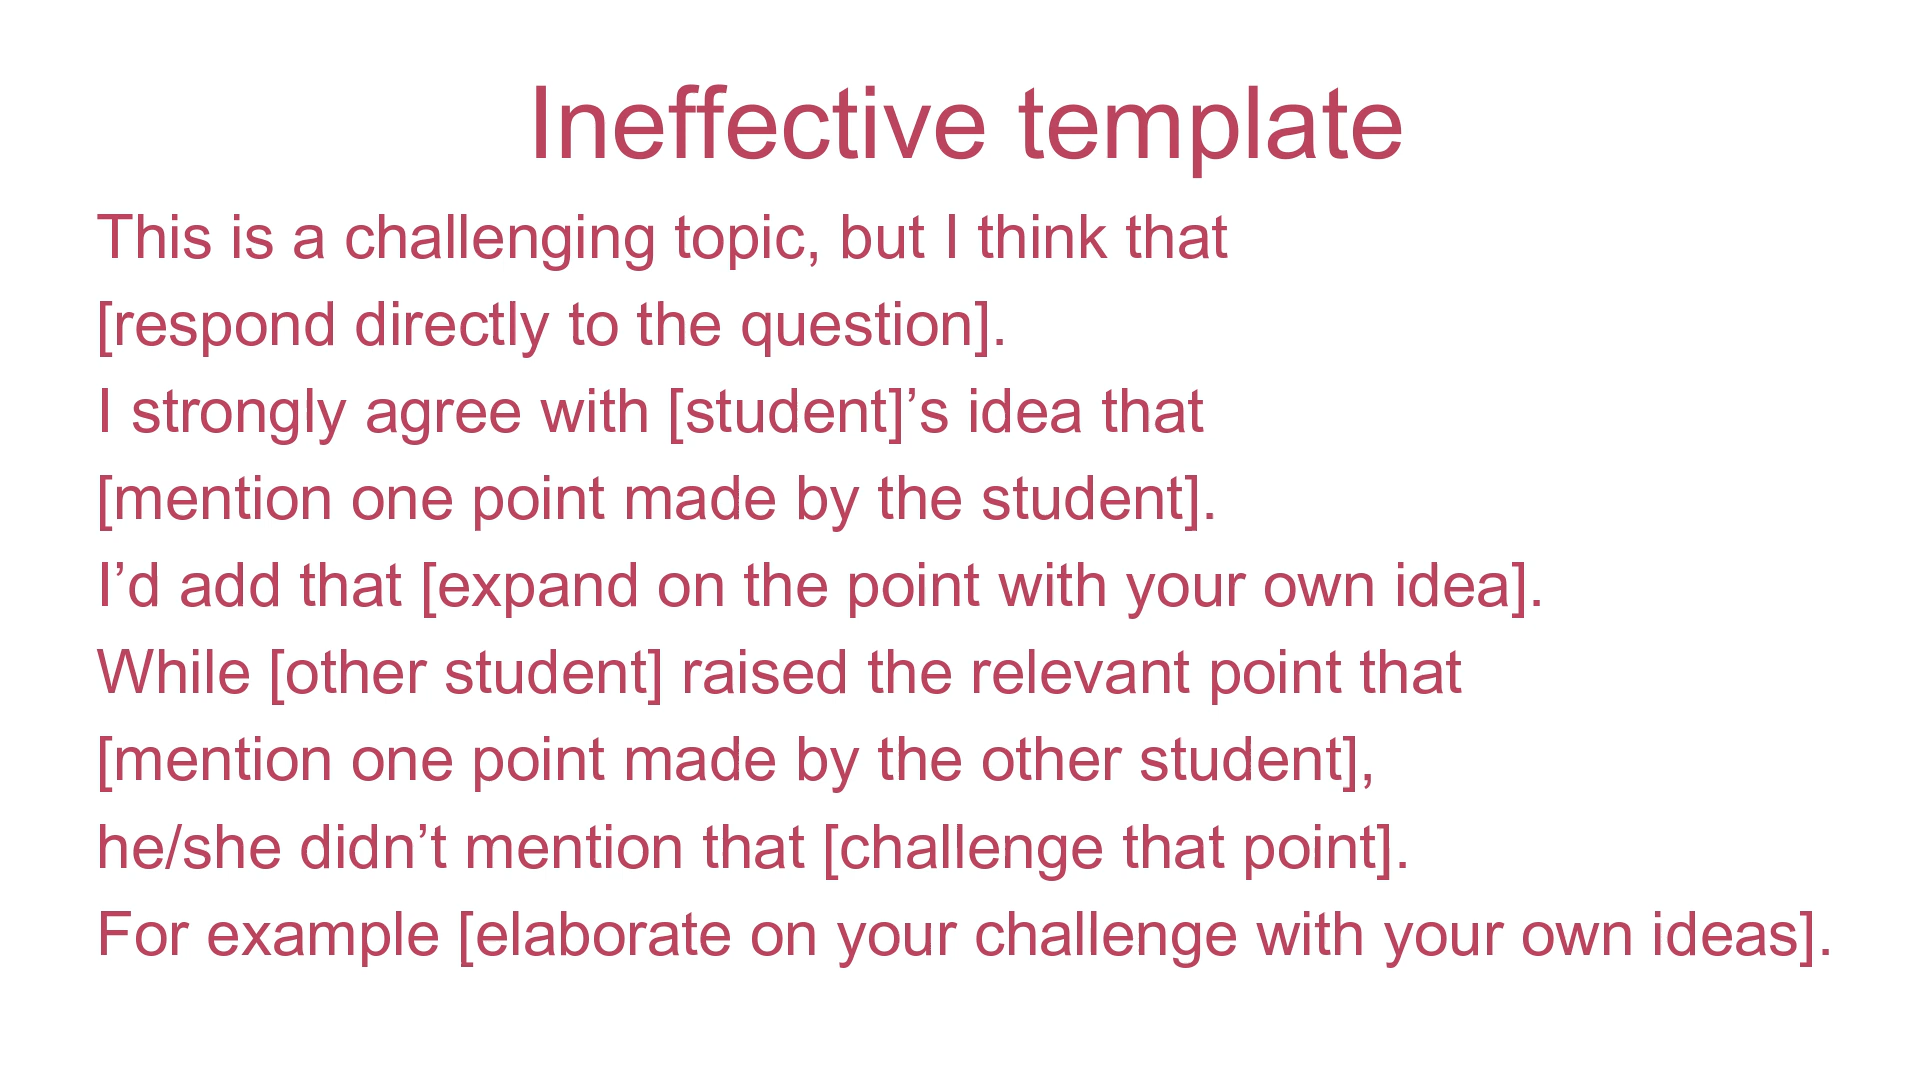 Ineffective template
This is a challenging topic, but I think that
[respond directly to the question].
I strongly agree with [student]’s idea that
[mention one point made by the student].
I’d add that [expand on the point with your own idea].
While [other student] raised the relevant point that
[mention one point made by the other student],
he/she didn’t mention that [challenge that point].
For example [elaborate on your challenge with your own ideas].